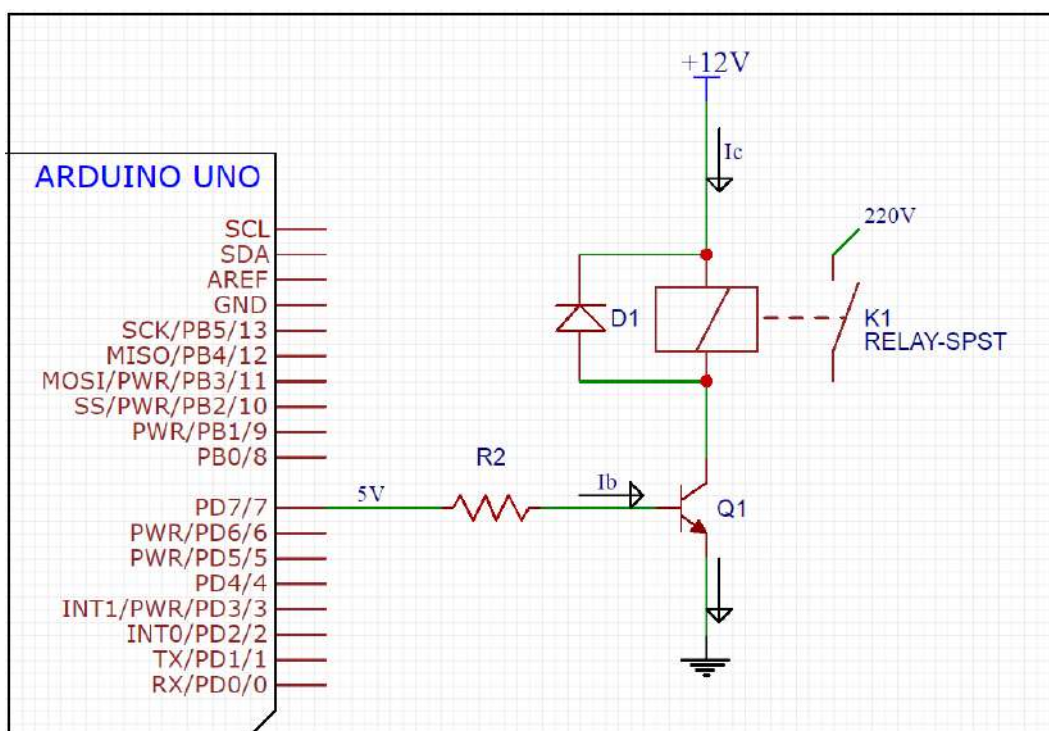 +12V
Ic
ARDUINO UNO
220V
SCL
SDA
AREF
GND
SCK/PB5/13
D1
K1
RELAY-SPST
MISO/PB4/12
MOSI/PWR/PB3/11
SS/PWR/PB2/10
PWR/PB1/9
PB0/8
R2
5V
Ib
PD7/7
Q1
PWR/PD6/6
PWR/PD5/5
PD4/4
INT1/PWR/PD3/3
INT0/PD2/2
TX/PD1/1
RX/PD0/0